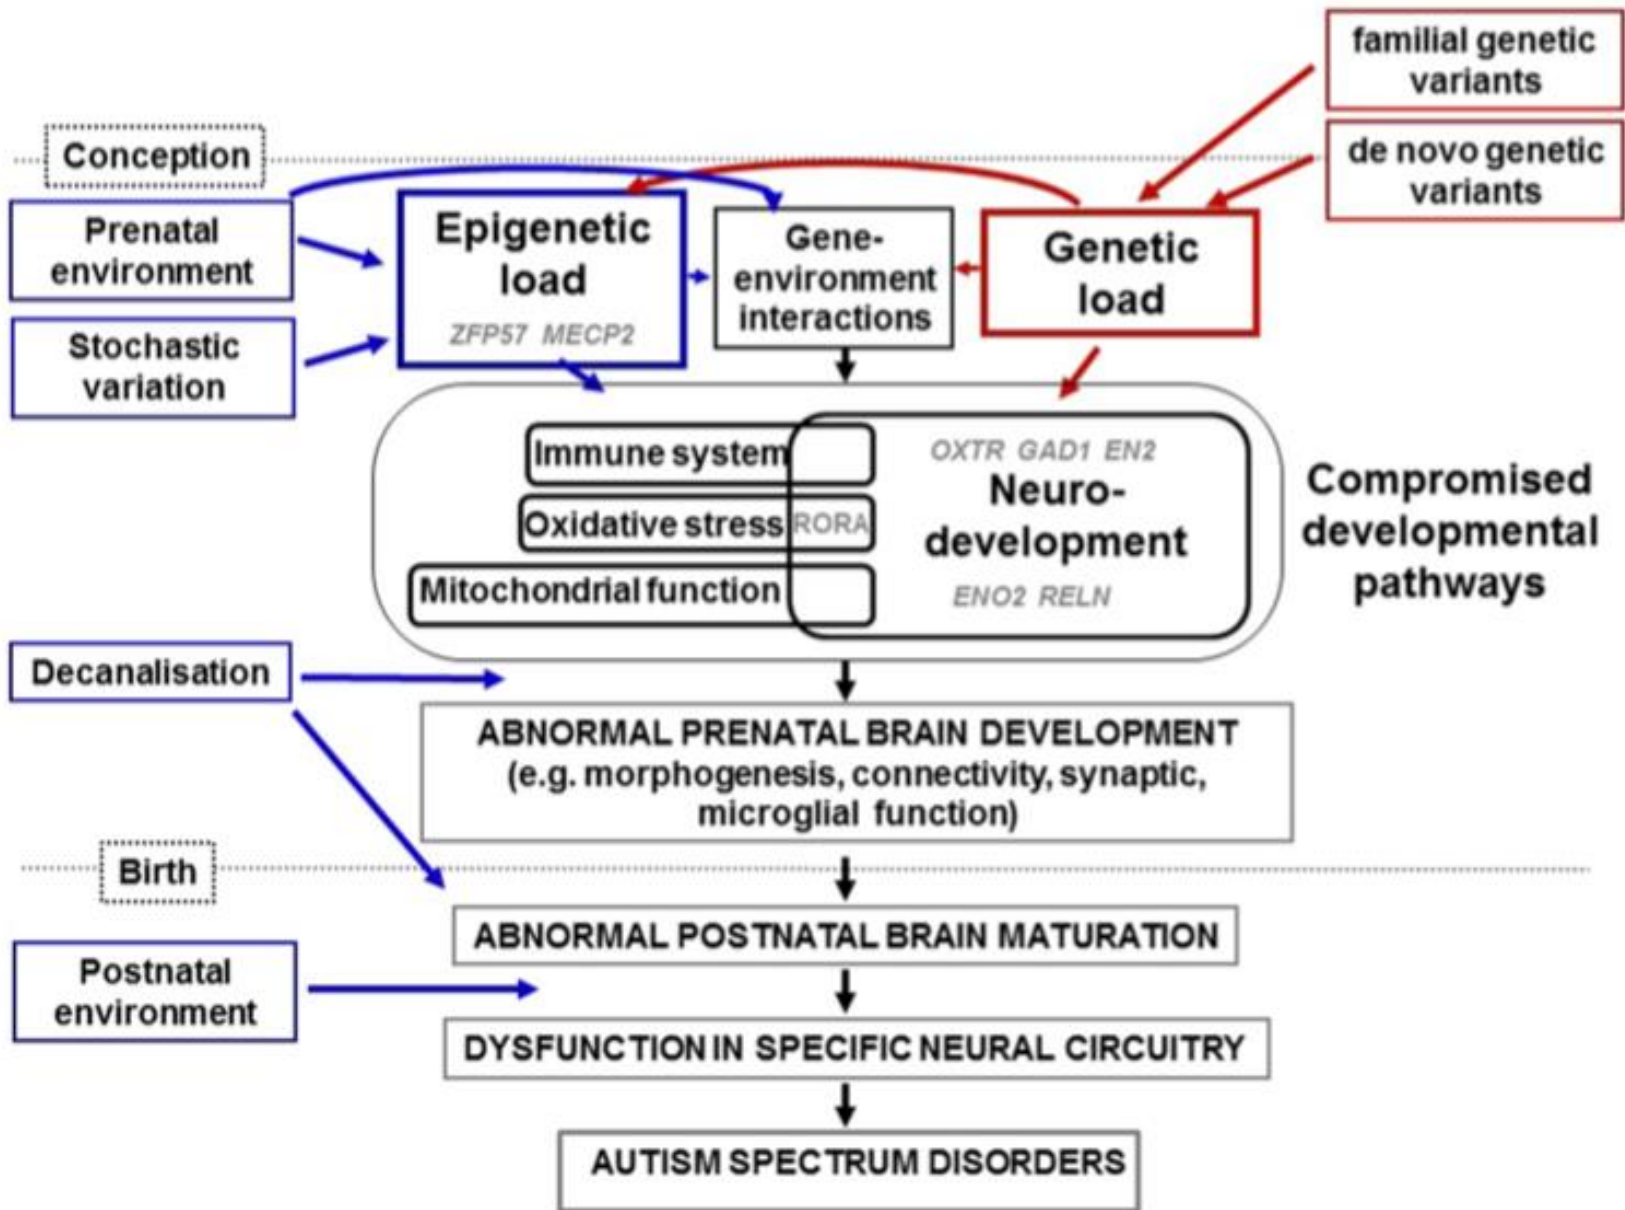 familial genetic
variants
de novo genetic
variants
Conception
Prenatal
environment
Stochastic
variation
Epigenetic
load
ZFP57 MECP2
Gene-
environment
interactions
Genetic
load
Immune system
Oxidative stress
RORA
Mitochondrial function
OXTR GAD1 EN2
Neuro-
development
ENO2 RELN
Compromised
developmental
pathways
Decanalisation
ABNORMAL PRENATAL BRAIN DEVELOPMENT
(e.g. morphogenesis, connectivity, synaptic,
microglial function)
Birth
ABNORMAL POSTNATAL BRAIN MATURATION
Postnatal
environment
DYSFUNCTION IN SPECIFIC NEURAL CIRCUITRY
AUTISM SPECTRUM DISORDERS